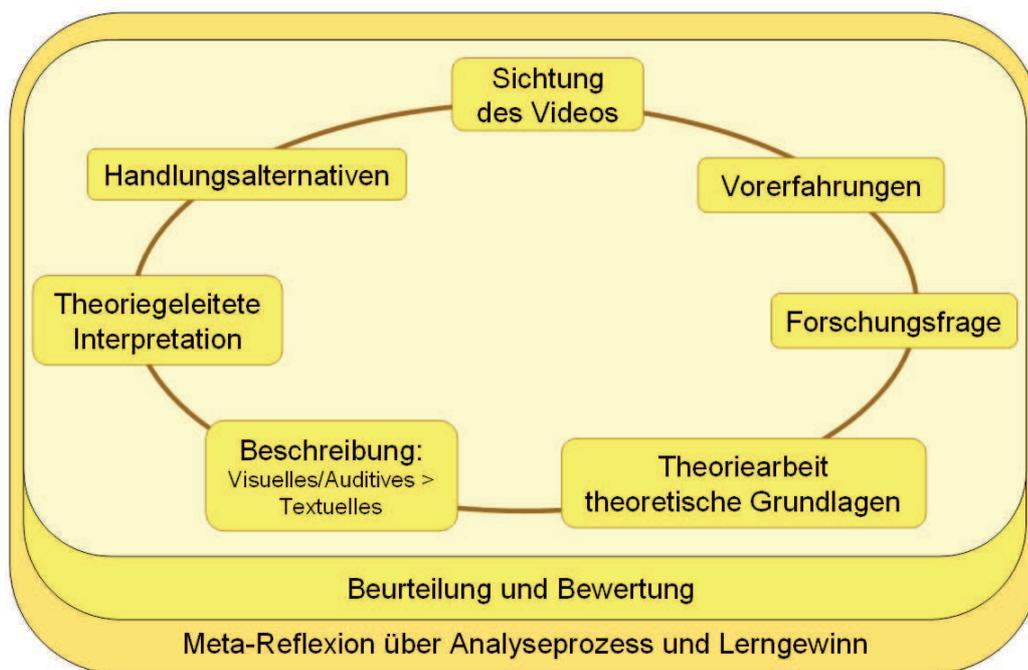 Sichtung
des Videos
Handlungsalternativen
Vorerfahrungen
Theoriegeleitete
Interpretation
Forschungsfrage
Beschreibung:
Visuelles/Auditives >
Textuelles
Theoriearbeit
theoretische Grundlagen
Beurteilung und Bewertung
Meta-Reflexion über Analyseprozess und Lerngewinn